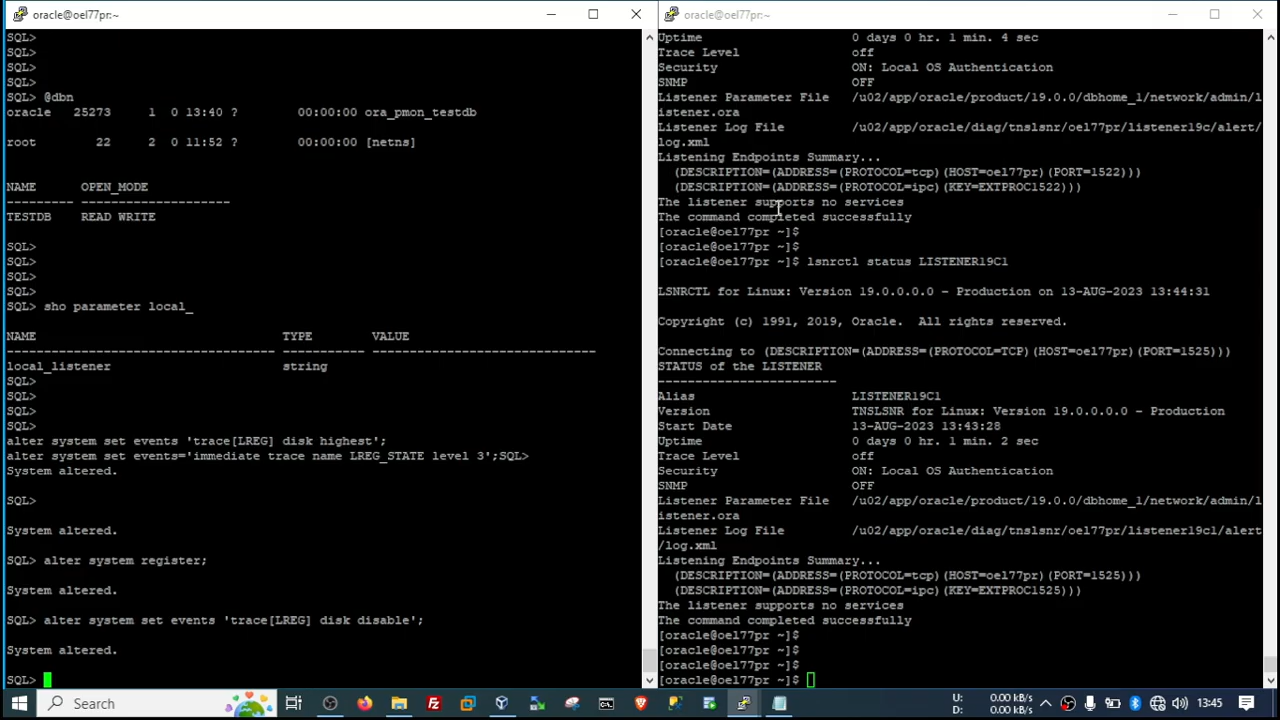 oracle@oel77pr:~
SQL>
SQL>
SQL>
SQL>
SQL> @dbn
oracle   25273     1  0 13:40 ?        00:00:00 ora_pmon_testdb
root        22     2  0 11:52 ?        00:00:00 [netns]
NAME      OPEN_MODE
--------- --------------------
TESTDB    READ WRITE
SQL>
SQL>
SQL>
SQL>
SQL> sho parameter local_
NAME                                 TYPE        VALUE
------------------------------------ ----------- ------------------------------
local_listener                       string
SQL>
SQL>
SQL>
SQL>
alter system set events 'trace[LREG] disk highest';
alter system set events='immediate trace name LREG_STATE level 3';SQL>
System altered.
SQL>
System altered.
SQL> alter system register;
System altered.
SQL> alter system set events 'trace[LREG] disk disable';
System altered.
SQL>
oracle@oel77pr:~
Uptime                    0 days 0 hr. 1 min. 4 sec
Trace Level               off
Security                  ON: Local OS Authentication
SNMP                      OFF
Listener Parameter File   /u02/app/oracle/product/19.0.0/dbhome_1/network/admin/l
istener.ora
Listener Log File         /u02/app/oracle/diag/tnslsnr/oel77pr/listener19c/alert/
log.xml
Listening Endpoints Summary...
  (DESCRIPTION=(ADDRESS=(PROTOCOL=tcp)(HOST=oel77pr)(PORT=1522)))
  (DESCRIPTION=(ADDRESS=(PROTOCOL=ipc)(KEY=EXTPROC1522)))
The listener supports no services
The command completed successfully
[oracle@oel77pr ~]$
[oracle@oel77pr ~]$
[oracle@oel77pr ~]$ lsnrctl status LISTENER19C1
LSNRCTL for Linux: Version 19.0.0.0.0 - Production on 13-AUG-2023 13:44:31
Copyright (c) 1991, 2019, Oracle.  All rights reserved.
Connecting to (DESCRIPTION=(ADDRESS=(PROTOCOL=TCP)(HOST=oel77pr)(PORT=1525)))
STATUS of the LISTENER
------------------------
Alias                     LISTENER19C1
Version                   TNSLSNR for Linux: Version 19.0.0.0.0 - Production
Start Date                13-AUG-2023 13:43:28
Uptime                    0 days 0 hr. 1 min. 2 sec
Trace Level               off
Security                  ON: Local OS Authentication
SNMP                      OFF
Listener Parameter File   /u02/app/oracle/product/19.0.0/dbhome_1/network/admin/l
istener.ora
Listener Log File         /u02/app/oracle/diag/tnslsnr/oel77pr/listener19c1/alert
/log.xml
Listening Endpoints Summary...
  (DESCRIPTION=(ADDRESS=(PROTOCOL=tcp)(HOST=oel77pr)(PORT=1525)))
  (DESCRIPTION=(ADDRESS=(PROTOCOL=ipc)(KEY=EXTPROC1525)))
The listener supports no services
The command completed successfully
[oracle@oel77pr ~]$
[oracle@oel77pr ~]$
[oracle@oel77pr ~]$
[oracle@oel77pr ~]$
Search
U: 0.00 kB/s
D: 0.00 kB/s
13:45